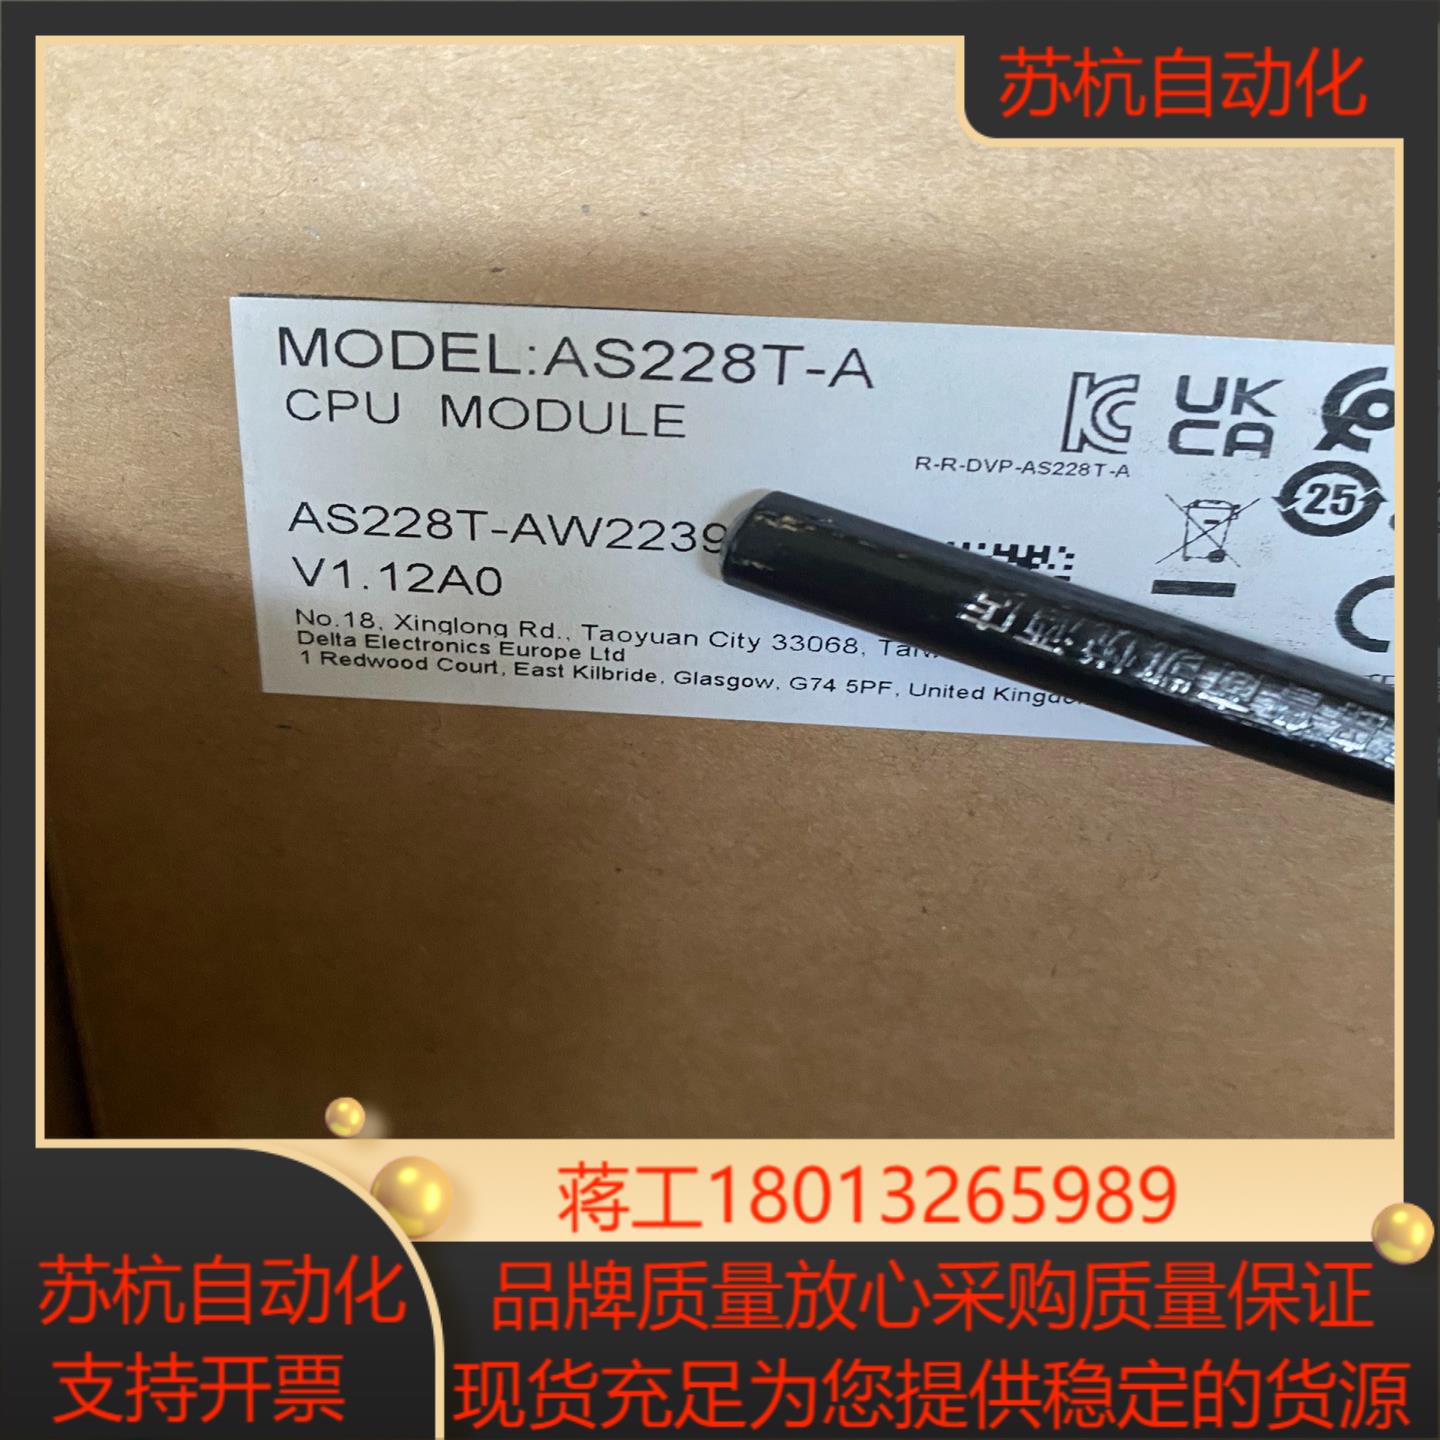 苏杭自动化
MODEL:AS228T-A
CPU MODULE
UK
CA
R-R-DVP-AS228T-A
25
AS228T-AW2239
V1.12A0
No.18, Xinglong Rd., Taoyuan City 33068,
Delta Electronics Europe Ltd
1 Redwood Court, East Kilbride, Glasgow, G74 5PF, United
蒋工18013265989
苏杭自动化
支持开票
品牌质量放心采购质量保证
现货充足为您提供稳定的货源